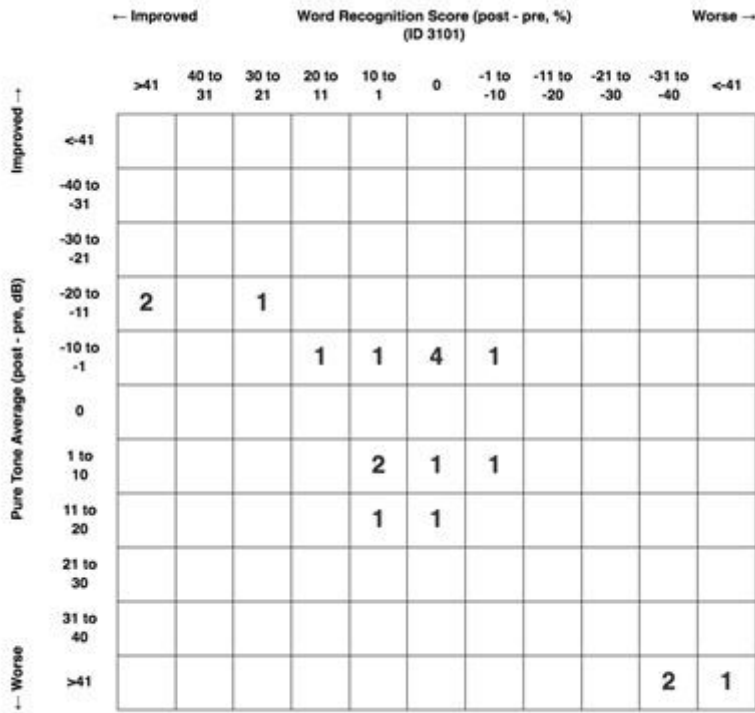 ← Improved Word Recognition Score (post - pre, %) Worse →
(ID 3101)
>41 40 to 31 30 to 21 20 to 11 10 to 1 0 -1 to -10 -11 to -20 -21 to -30 -31 to -40 <-41
Improved →
Pure Tone Average (post - pre, dB)
← Worse
<-41
-40 to -31
-30 to -21
-20 to -11 2 1
-10 to -1 1 1 4 1
0
1 to 10 2 1 1
11 to 20 1 1
21 to 30
31 to 40
>41 2 1